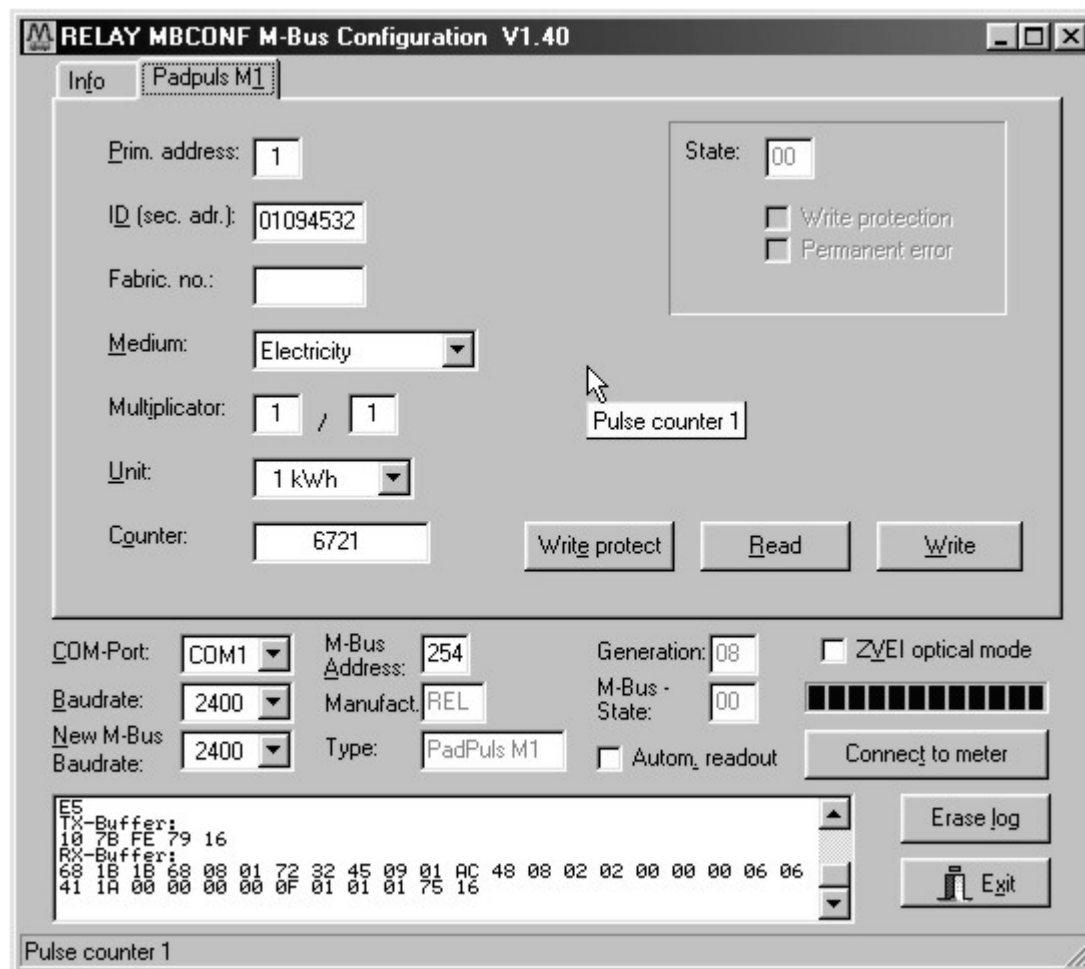 RELAY MBCONF M-Bus Configuration V1.40
Info Padpuls M1
Prim. address: 1 State: 00
ID (sec. adr.): 01094532 Write protection
Permanent error
Fabric. no.:
Medium: Electricity
Multiplicator: 1 / 1
Pulse counter 1
Unit: 1 kWh
Counter: 6721 Write protect Read Write
COM-Port: COM1 M-Bus Address: 254 Generation: 08 ZVEI optical mode
Baudrate: 2400 Manufact. REL M-Bus - State: 00
New M-Bus Baudrate: 2400 Type: PadPuls M1 Autom. readout Connect to meter
E5
TX-Buffer:
10 7B FE 79 16
RX-Buffer:
68 1B 1B 68 08 01 72 32 45 09 01 AC 48 08 02 02 00 00 00 06 06
41 1A 00 00 00 00 0F 01 01 01 75 16
Erase log
Exit
Pulse counter 1